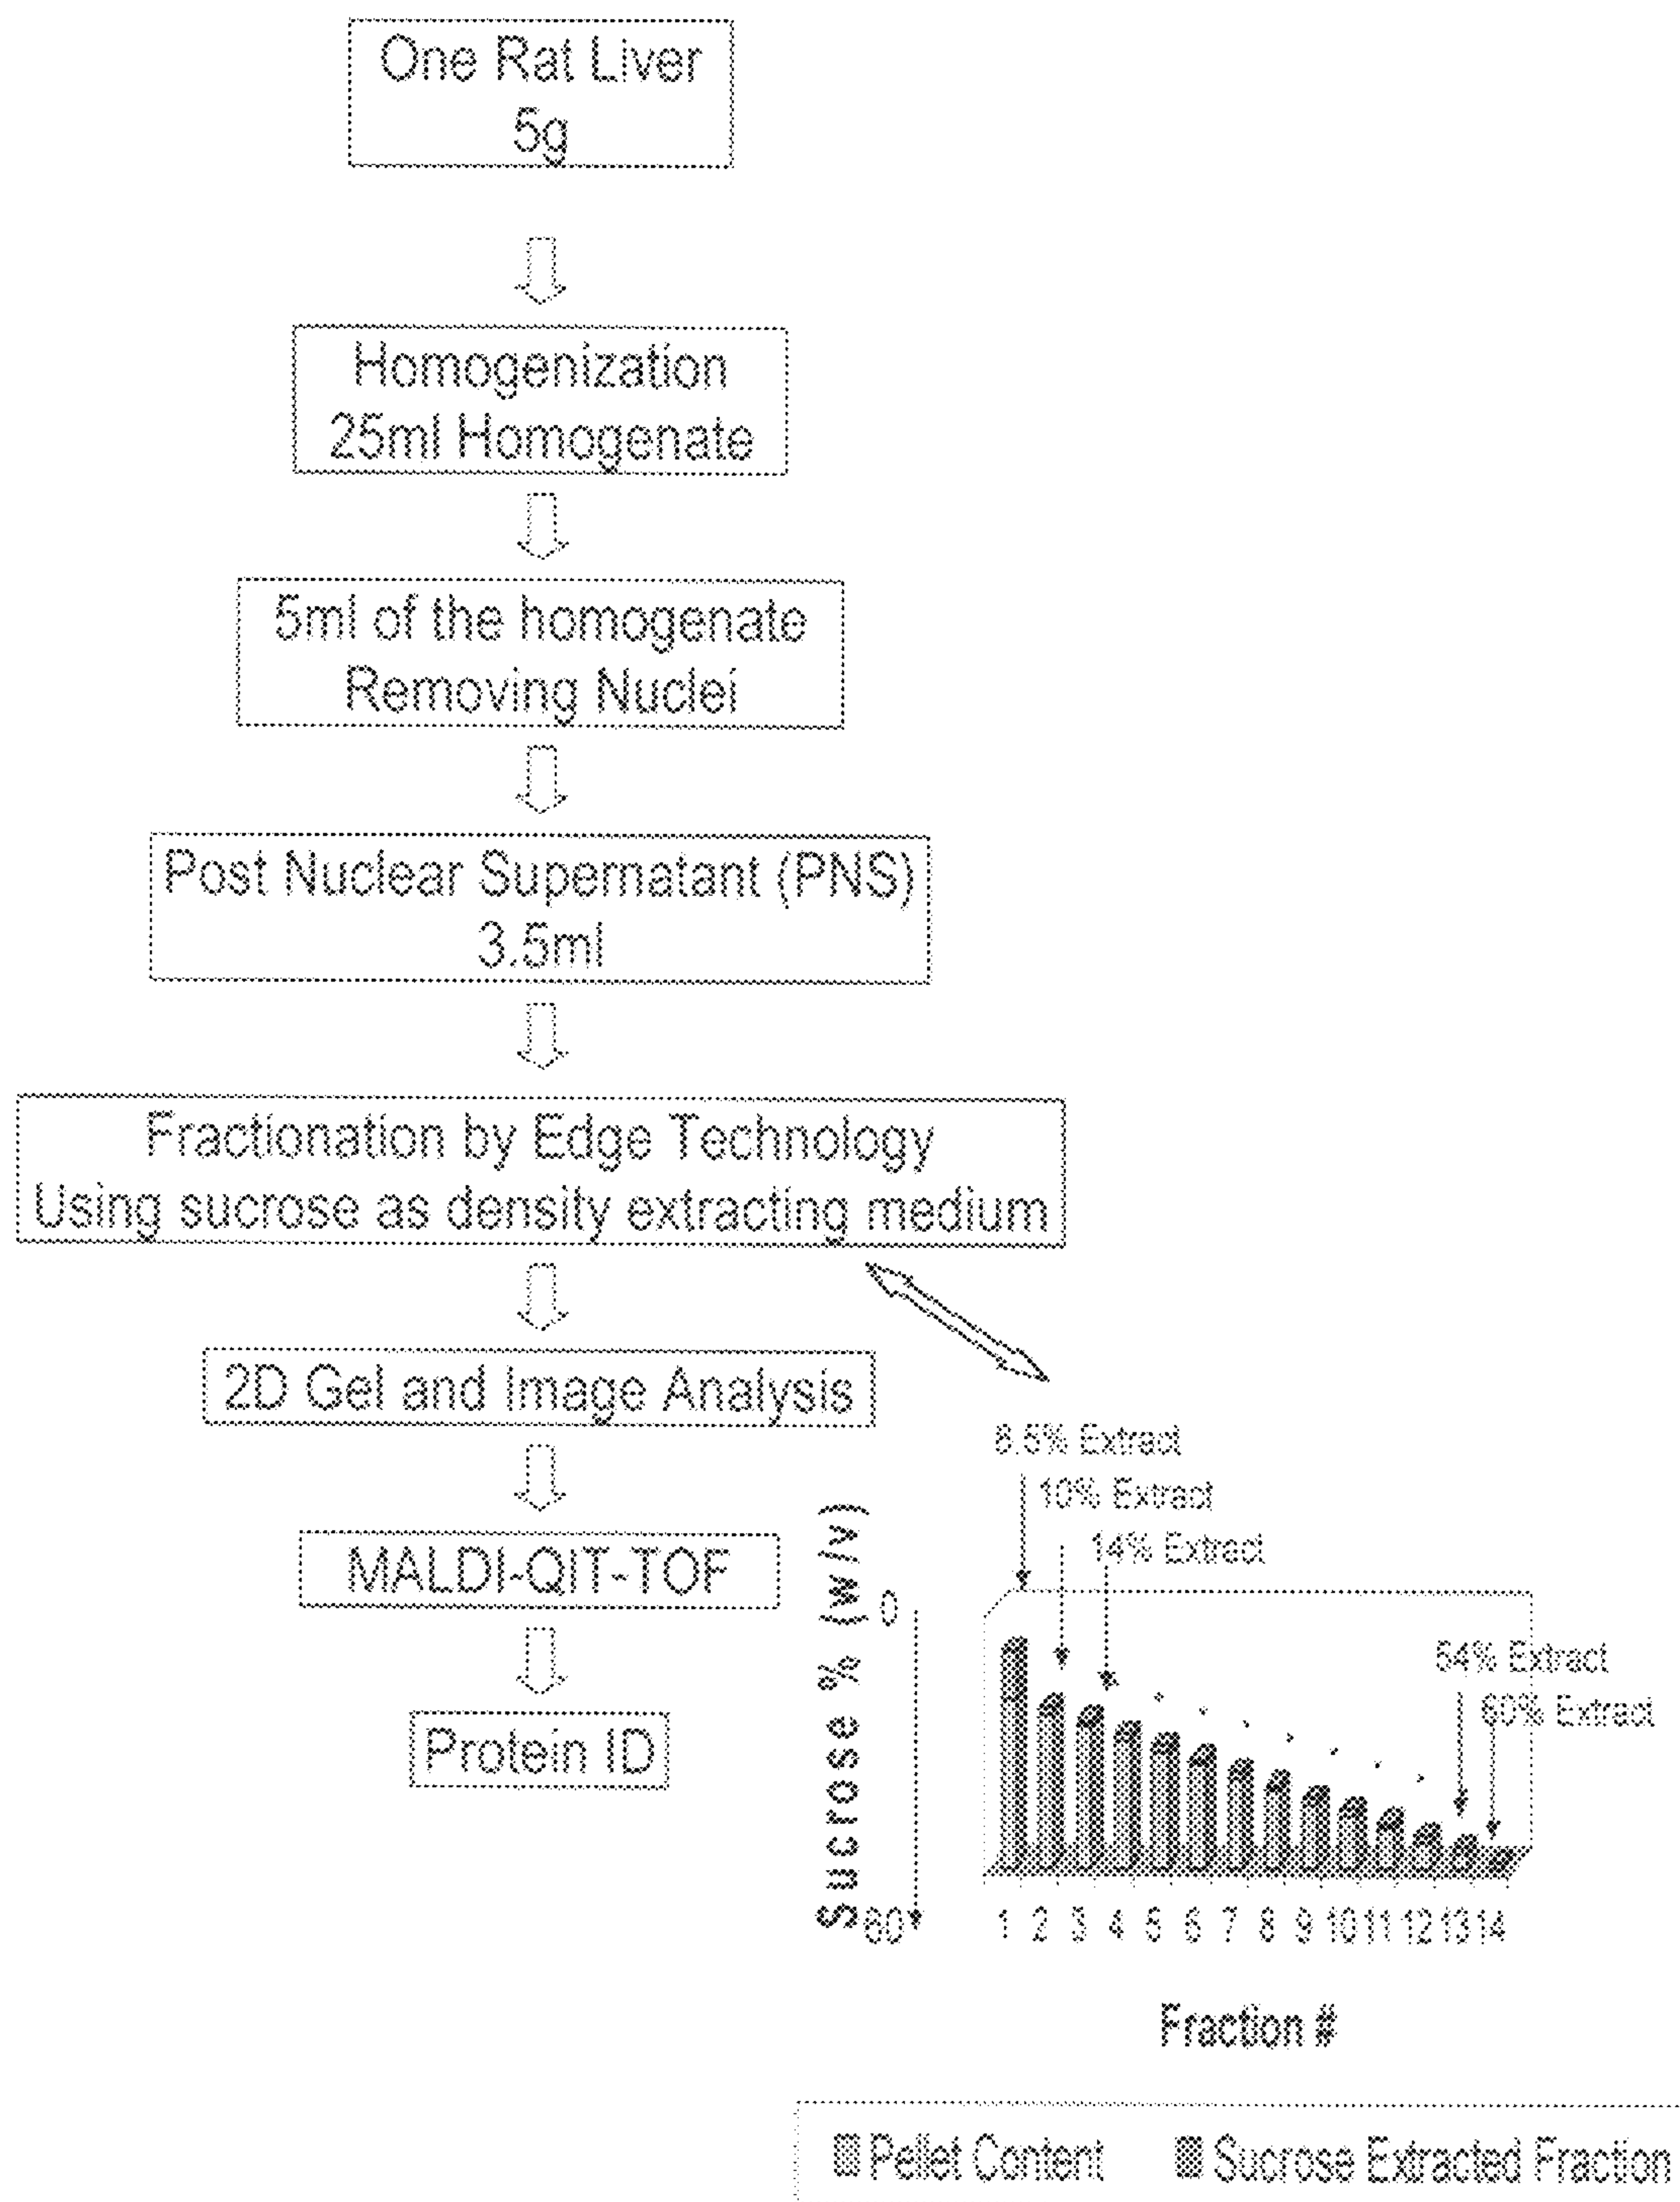 One Rat Liver
5g
Homogenization
25ml Homogenate
5ml of the homogenate
Removing Nuclei
Post Nuclear Supernatant (PNS)
3.5ml
Fractionation by Edge Technology
Using sucrose as density extracting medium
2D Gel and Image Analysis
MALDI-QIT-TOF
Protein ID
8.5% Extract
10% Extract
14% Extract
54% Extract
60% Extract
Sucrose % (w/v)
0
60
1 2 3 4 5 6 7 8 9 10 11 12 13 14
Fraction #
Pellet Content Sucrose Extracted Fraction